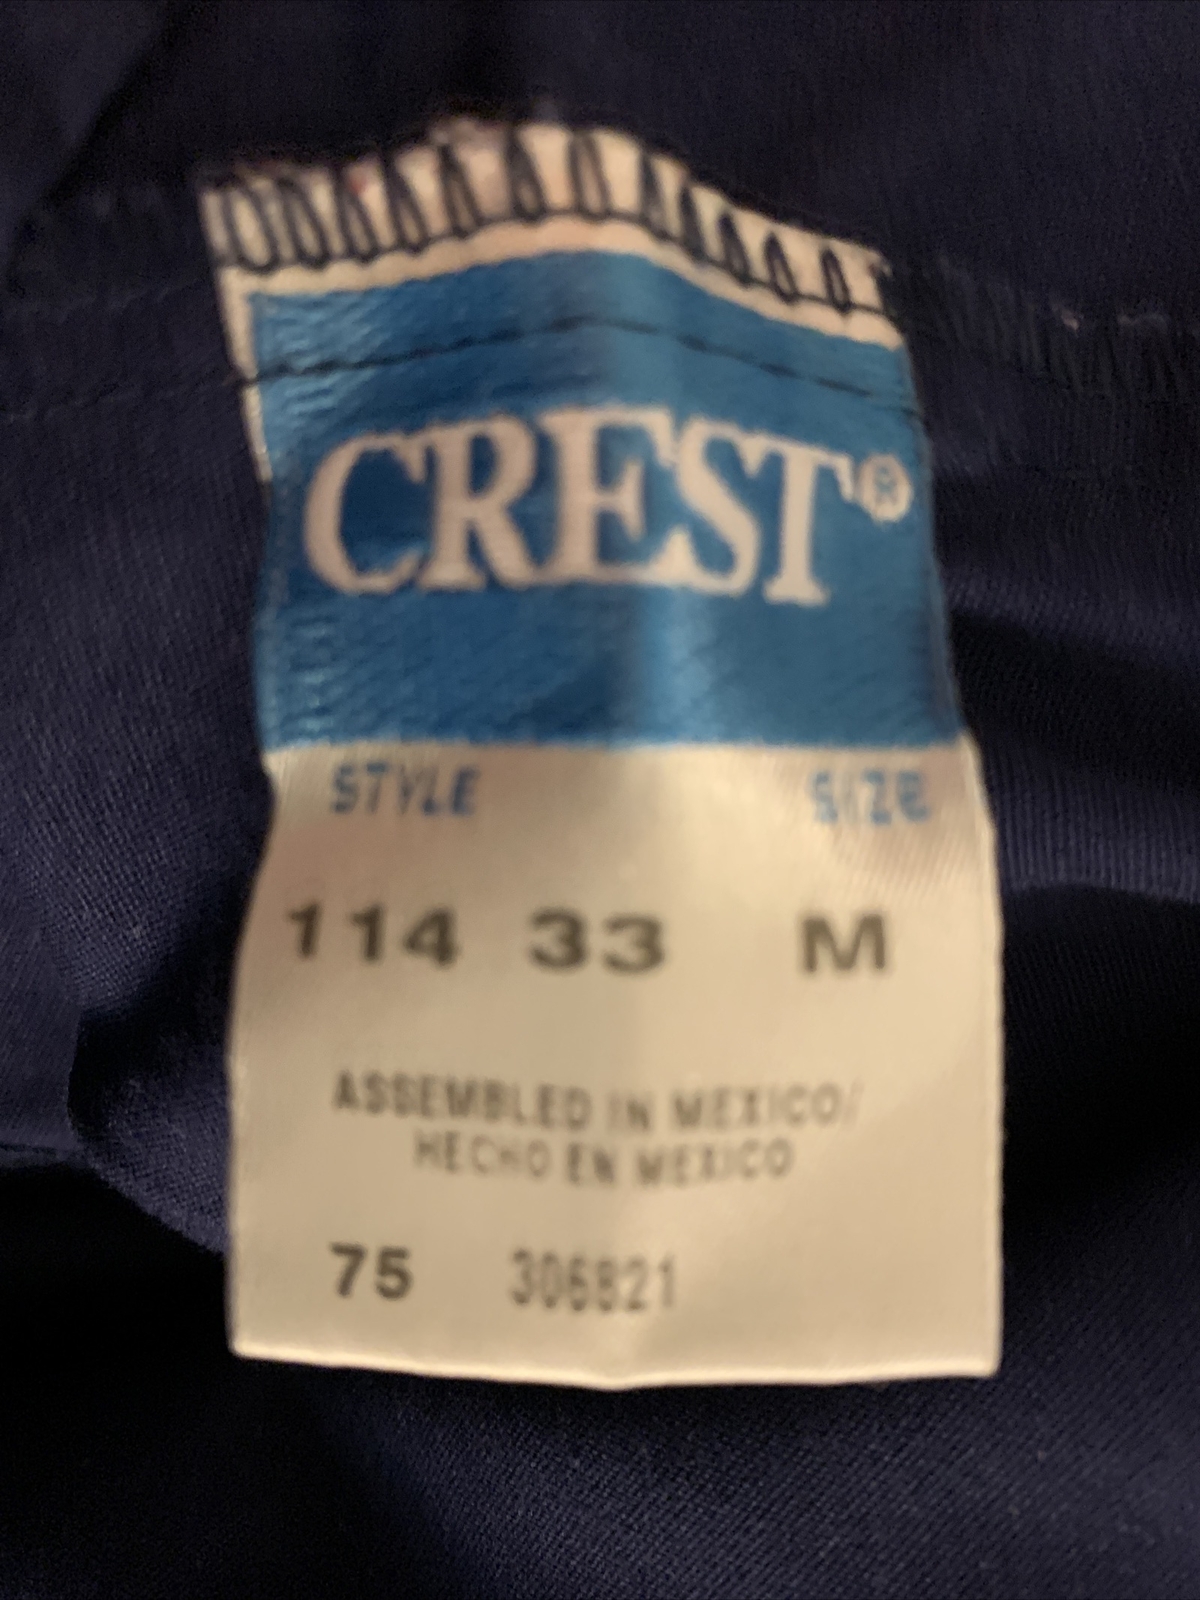 CREST®
STYLE SIZE
114 33 M
ASSEMBLED IN MEXICO/
HECHO EN MEXICO
75 306821